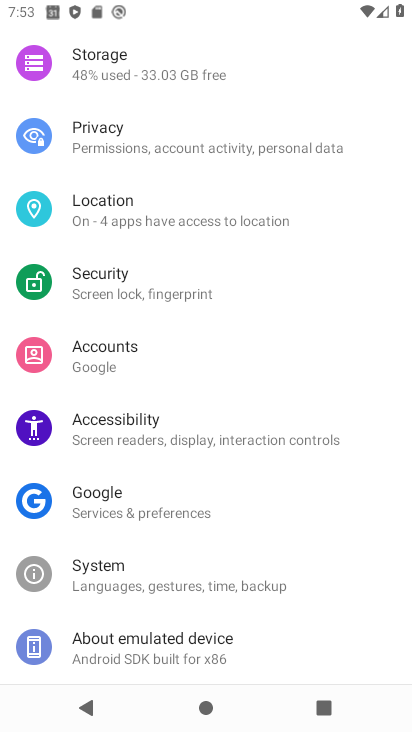 7:53
Storage
48% used - 33.03 GB free
Privacy
Permissions, account activity, personal data
Location
On - 4 apps have access to location
Security
Screen lock, fingerprint
Accounts
Google
Accessibility
Screen readers, display, interaction controls
Google
Services & preferences
System
Languages, gestures, time, backup
About emulated device
Android SDK built for x86